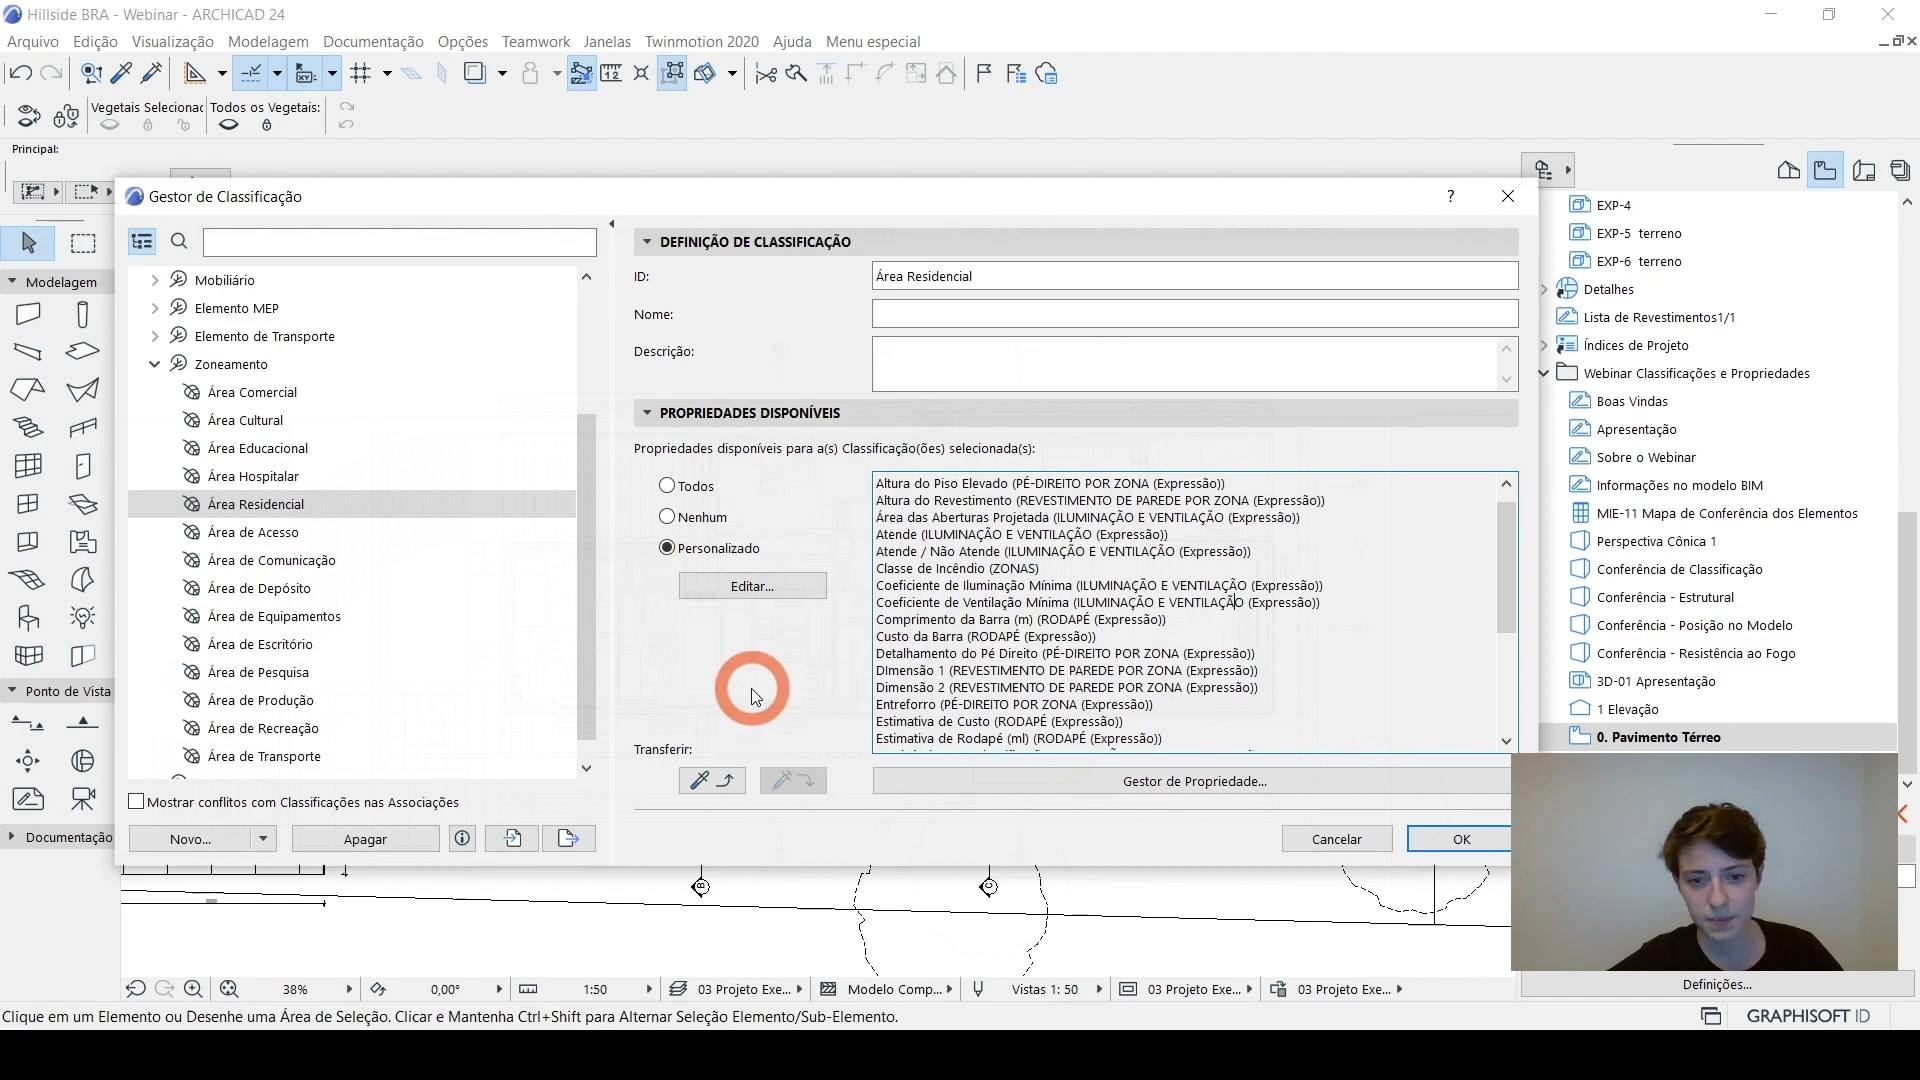 Hillside BRA - Webinar - ARCHICAD 24
Arquivo Edição Visualização Modelagem Documentação Opções Teamwork Janelas Twinmotion 2020 Ajuda Menu especial
Vegetais Selecionac Todos os Vegetais:
Principal:
Gestor de Classificação
Modelagem
Ponto de Vista
Documentação
Mobiliário
Elemento MEP
Elemento de Transporte
Zoneamento
Área Comercial
Área Cultural
Área Educacional
Área Hospitalar
Área Residencial
Área de Acesso
Área de Comunicação
Área de Depósito
Área de Equipamentos
Área de Escritório
Área de Pesquisa
Área de Produção
Área de Recreação
Área de Transporte
Mostrar conflitos com Classificações nas Associações
Novo...
Apagar
DEFINIÇÃO DE CLASSIFICAÇÃO
ID:
Área Residencial
Nome:
Descrição:
PROPRIEDADES DISPONÍVEIS
Propriedades disponíveis para a(s) Classificação(ões) selecionada(s):
Todos
Nenhum
Personalizado
Editar...
Altura do Piso Elevado (PÉ-DIREITO POR ZONA (Expressão))
Altura do Revestimento (REVESTIMENTO DE PAREDE POR ZONA (Expressão))
Área das Aberturas Projetada (ILUMINAÇÃO E VENTILAÇÃO (Expressão))
Atende (ILUMINAÇÃO E VENTILAÇÃO (Expressão))
Atende / Não Atende (ILUMINAÇÃO E VENTILAÇÃO (Expressão))
Classe de Incêndio (ZONAS)
Coeficiente de Iluminação Mínima (ILUMINAÇÃO E VENTILAÇÃO (Expressão))
Coeficiente de Ventilação Mínima (ILUMINAÇÃO E VENTILAÇÃO (Expressão))
Comprimento da Barra (m) (RODAPÉ (Expressão))
Custo da Barra (RODAPÉ (Expressão))
Detalhamento do Pé Direito (PÉ-DIREITO POR ZONA (Expressão))
DImensão 1 (REVESTIMENTO DE PAREDE POR ZONA (Expressão))
Dimensão 2 (REVESTIMENTO DE PAREDE POR ZONA (Expressão))
Entreforro (PÉ-DIREITO POR ZONA (Expressão))
Estimativa de Custo (RODAPÉ (Expressão))
Estimativa de Rodapé (ml) (RODAPÉ (Expressão))
Transferir:
Gestor de Propriedade...
Cancelar
OK
EXP-4
EXP-5 terreno
EXP-6 terreno
Detalhes
Lista de Revestimentos1/1
Índices de Projeto
Webinar Classificações e Propriedades
Boas Vindas
Apresentação
Sobre o Webinar
Informações no modelo BIM
MIE-11 Mapa de Conferência dos Elementos
Perspectiva Cônica 1
Conferência de Classificação
Conferência - Estrutural
Conferência - Posição no Modelo
Conferência - Resistência ao Fogo
3D-01 Apresentação
1 Elevação
0. Pavimento Térreo
Definições...
38% 0,00° 1:50 03 Projeto Exe... Modelo Comp... Vistas 1: 50 03 Projeto Exe... 03 Projeto Exe...
Clique em um Elemento ou Desenhe uma Área de Seleção. Clicar e Mantenha Ctrl+Shift para Alternar Seleção Elemento/Sub-Elemento.
GRAPHISOFT ID